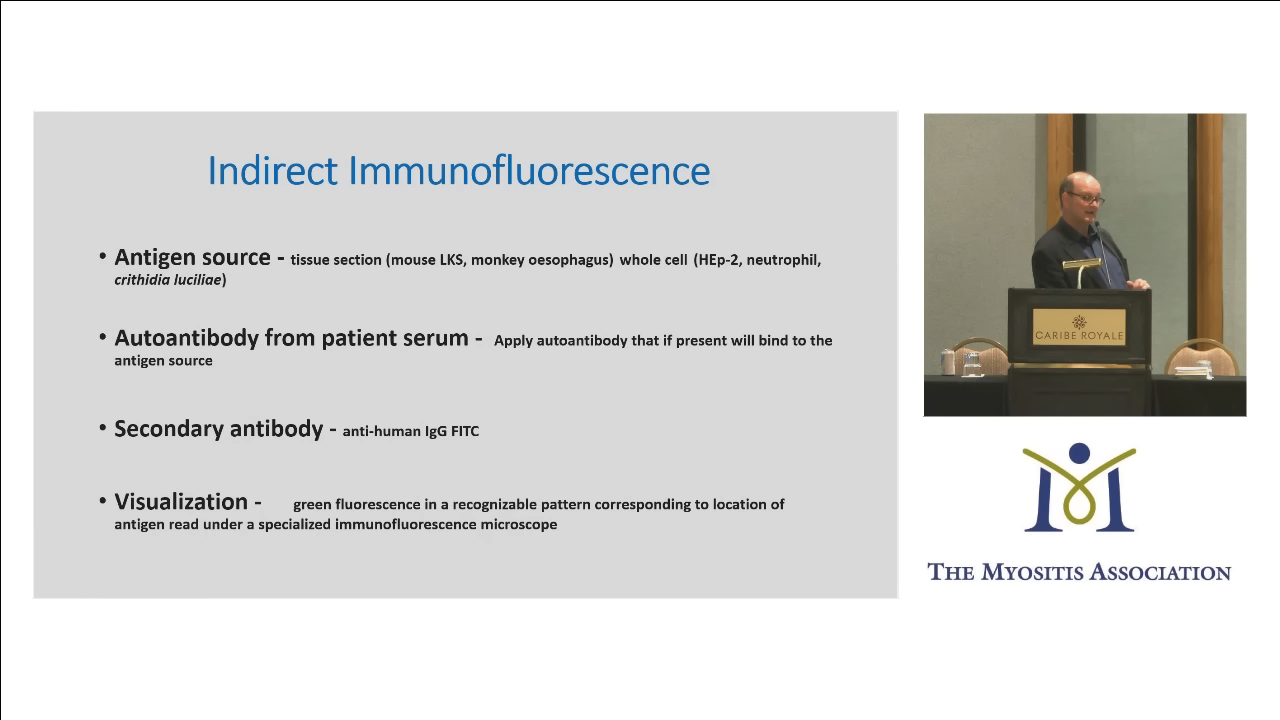 Indirect Immunofluorescence
• Antigen source - tissue section (mouse LKS, monkey oesophagus) whole cell (HEp-2, neutrophil,
crithidia luciliae)
• Autoantibody from patient serum - Apply autoantibody that if present will bind to the
antigen source
• Secondary antibody - anti-human IgG FITC
• Visualization - green fluorescence in a recognizable pattern corresponding to location of
antigen read under a specialized immunofluorescence microscope
CARIBE ROYALE
THE MYOSITIS ASSOCIATION